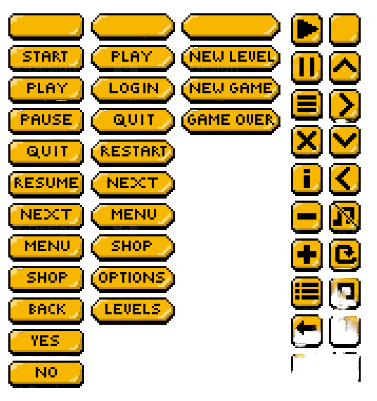 START PLAY NEW LEVEL
PLAY LOGIN NEW GAME
PAUSE QUIT GAME OVER
QUIT RESTART
RESUME NEXT
NEXT MENU
MENU SHOP
SHOP OPTIONS
BACK LEVELS
YES
NO